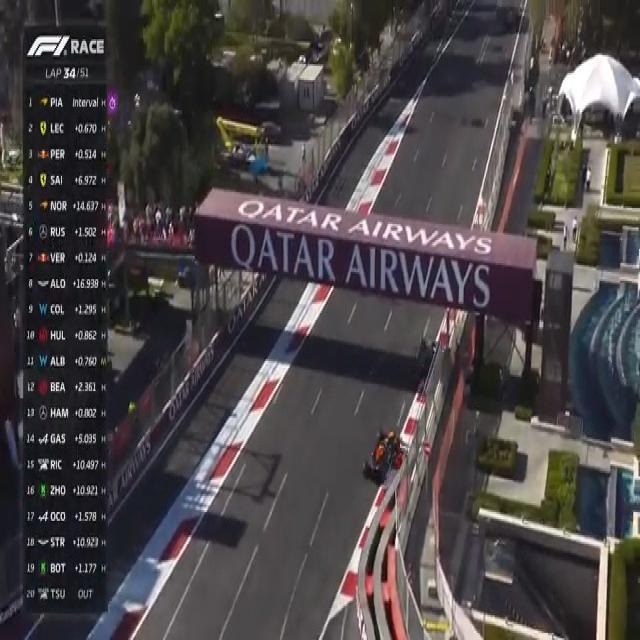 F1 RACE
LAP 34/51
1 PIA Interval H
2 LEC +0.670 H
3 PER +0.514 H
4 SAI +6.972 H
5 NOR +14.637 H
6 RUS +1.502 H
7 VER +0.124 H
8 ALO +16.938 H
9 COL +1.295 H
10 HUL +0.862 H
11 ALB +0.760 M
12 BEA +2.361 H
13 HAM +0.802 H
14 GAS +5.035 H
15 RIC +10.497 H
16 ZHO +10.921 H
17 OCO +1.578 H
18 STR +10.923 H
19 BOT +1.177 H
20 TSU OUT
QATAR AIRWAYS
QATAR AIRWAYS
QATAR AIRWAYS